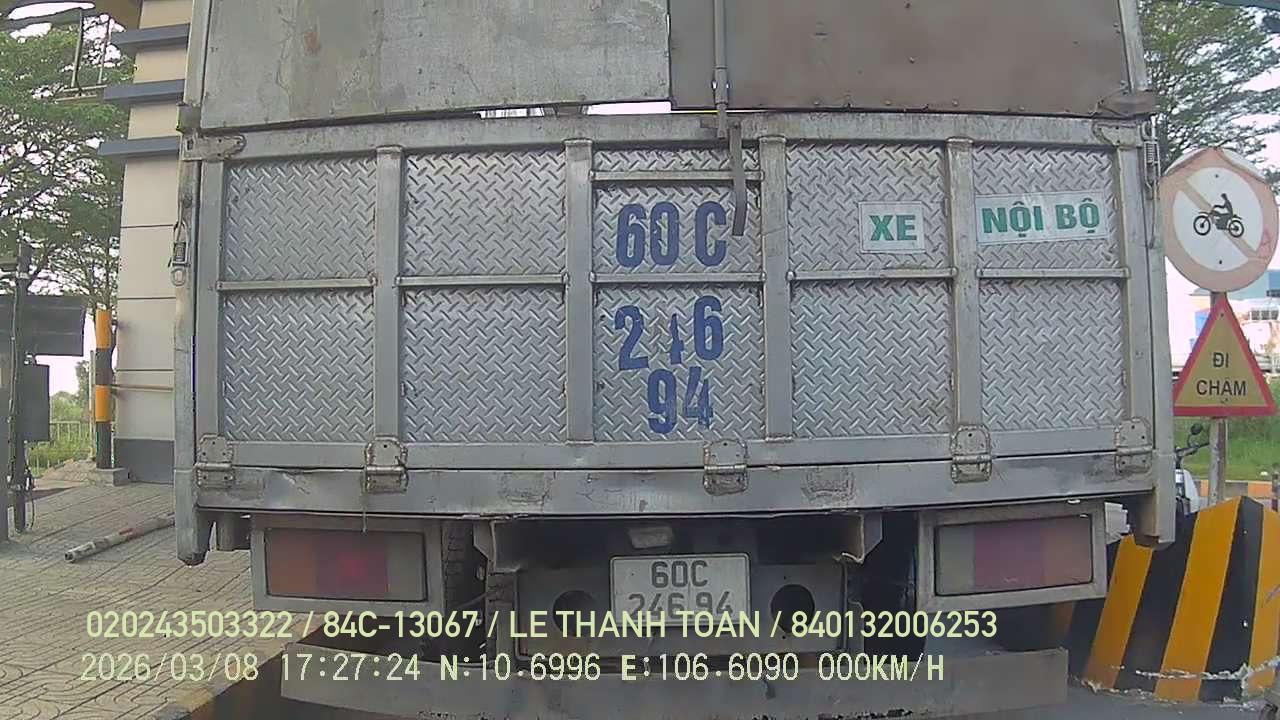 60C
XE
NỘI BỘ
246
94
ĐI
CHẬM
60C
246.94
020243503322 / 84C-13067 / LE THANH TOAN / 840132006253
2026/03/08 17:27:24 N:10.6996 E:106.6090 000KM/H